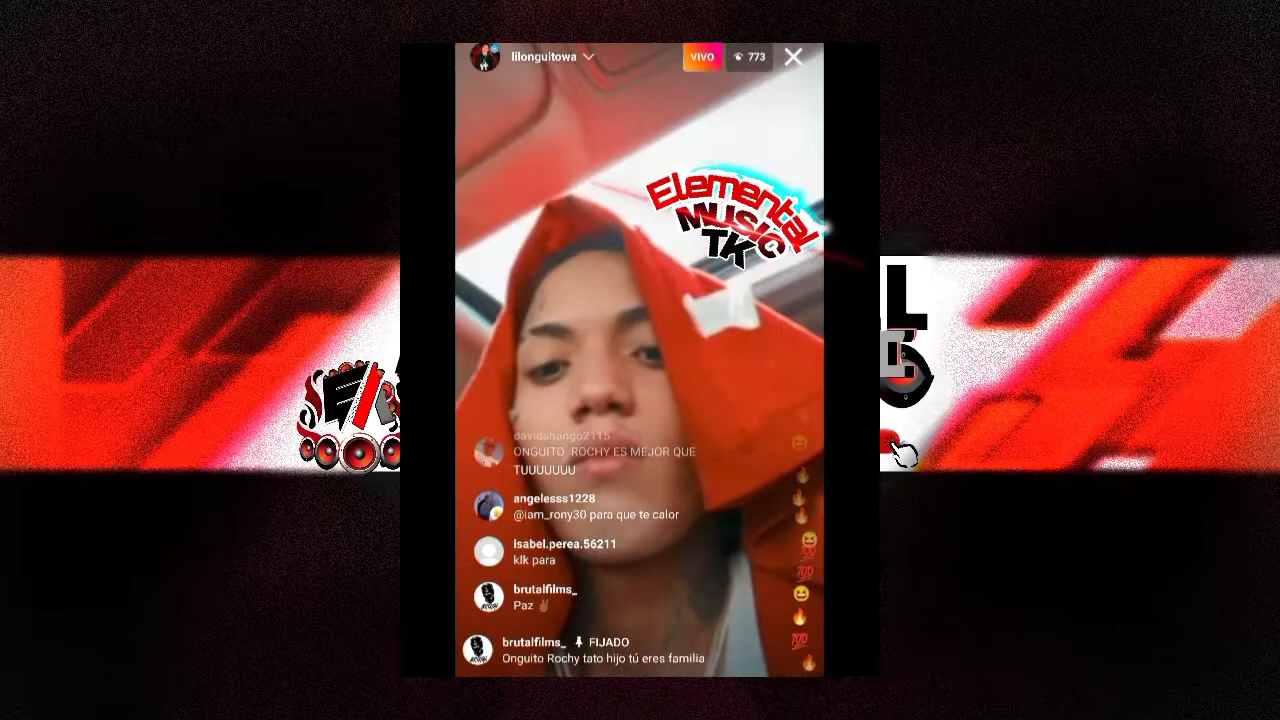 lilonguitowa
VIVO
773
Elemental
MUSIC
TK
davidshango2115
ONGUITO ROCHY ES MEJOR QUE
TUUUUUUU
angelesss1228
@iam_rony30 para que te calor
isabel.perea.56211
klk para
brutalfilms_
Paz ✌🏽
brutalfilms_ 📌 FIJADO
Onguito Rochy tato hijo tú eres familia
L